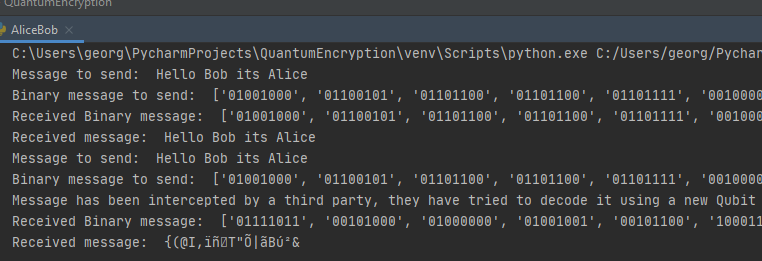 QuantumEncryption
AliceBob ×
C:\Users\georg\PycharmProjects\QuantumEncryption\venv\Scripts\python.exe C:/Users/georg/Pychar
Message to send:  Hello Bob its Alice
Binary message to send:  ['01001000', '01100101', '01101100', '01101100', '01101111', '0010000
Received Binary message:  ['01001000', '01100101', '01101100', '01101100', '01101111', '001000
Received message:  Hello Bob its Alice
Message to send:  Hello Bob its Alice
Binary message to send:  ['01001000', '01100101', '01101100', '01101100', '01101111', '0010000
Message has been intercepted by a third party, they have tried to decode it using a new Qubit
Received Binary message:  ['01111011', '00101000', '01000000', '01001001', '00101100', '10001
Received message:  {(@I,ïñØT"Õ|ãBú²&